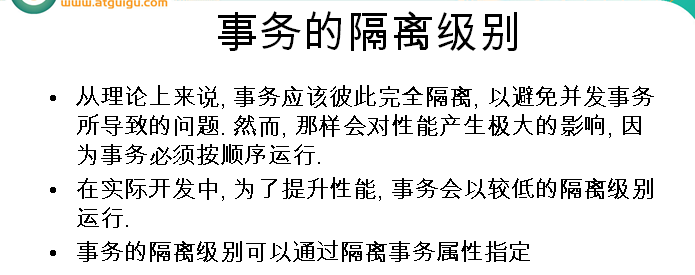 www.atguigu.com
事务的隔离级别
• 从理论上来说, 事务应该彼此完全隔离, 以避免并发事务
所导致的问题. 然而, 那样会对性能产生极大的影响, 因
为事务必须按顺序运行.
• 在实际开发中, 为了提升性能, 事务会以较低的隔离级别
运行.
• 事务的隔离级别可以通过隔离事务属性指定